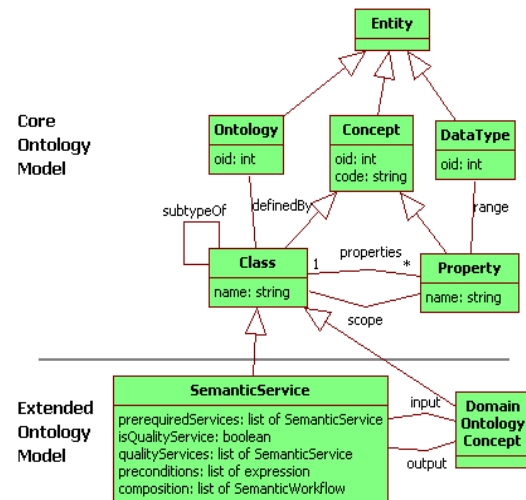 Entity
Core
Ontology
Model
Ontology
oid: int
Concept
oid: int
code: string
DataType
oid: int
subtypeOf
definedBy
range
Class
name: string
1
properties
*
scope
Property
name: string
Extended
Ontology
Model
SemanticService
prerequiredServices: list of SemanticService
isQualityService: boolean
qualityServices: list of SemanticService
preconditions: list of expression
composition: list of SemanticWorkflow
input
output
Domain
Ontology
Concept